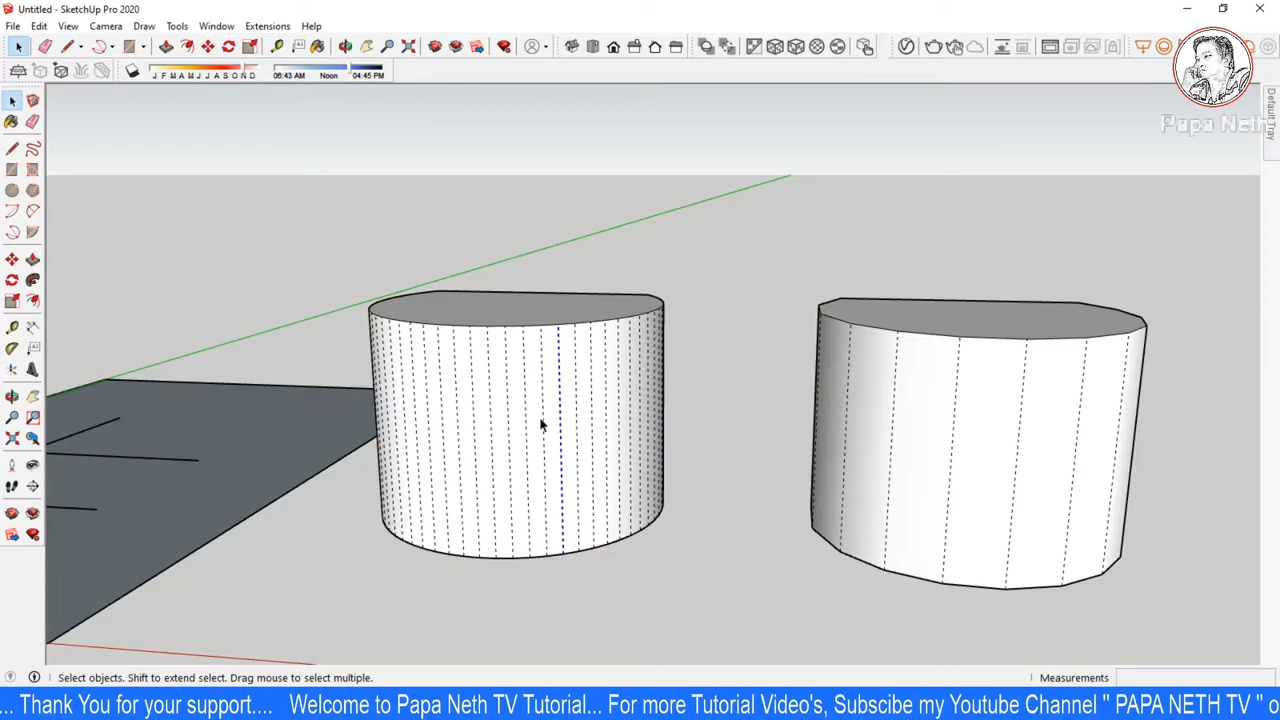 Untitled - SketchUp Pro 2020
File Edit View Camera Draw Tools Window Extensions Help
J F M A M J J A S O N D 06:43 AM Noon 04:45 PM
Papa Neth
Default Tray
Select objects. Shift to extend select. Drag mouse to select multiple. Measurements
... Thank You for your support.... Welcome to Papa Neth TV Tutorial... For more Tutorial Video's, Subscibe my Youtube Channel " PAPA NETH TV " o